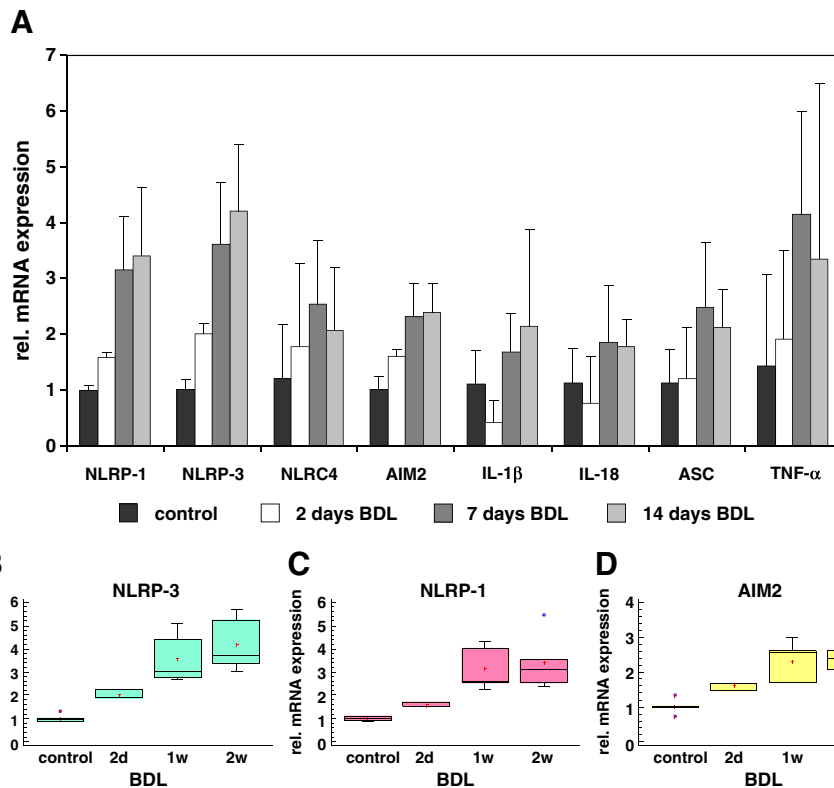 A
rel. mRNA expression
7
6
5
4
3
2
1
0
NLRP-1 NLRP-3 NLRC4 AIM2 IL-1β IL-18 ASC TNF-α
control 2 days BDL 7 days BDL 14 days BDL
NLRP-3
6
5
4
3
2
1
0
control 2d 1w 2w
BDL
C
NLRP-1
rel. mRNA expression
6
5
4
3
2
1
0
control 2d 1w 2w
BDL
D
AIM2
rel. mRNA expression
4
3
2
1
0
control 2d 1w
BDL